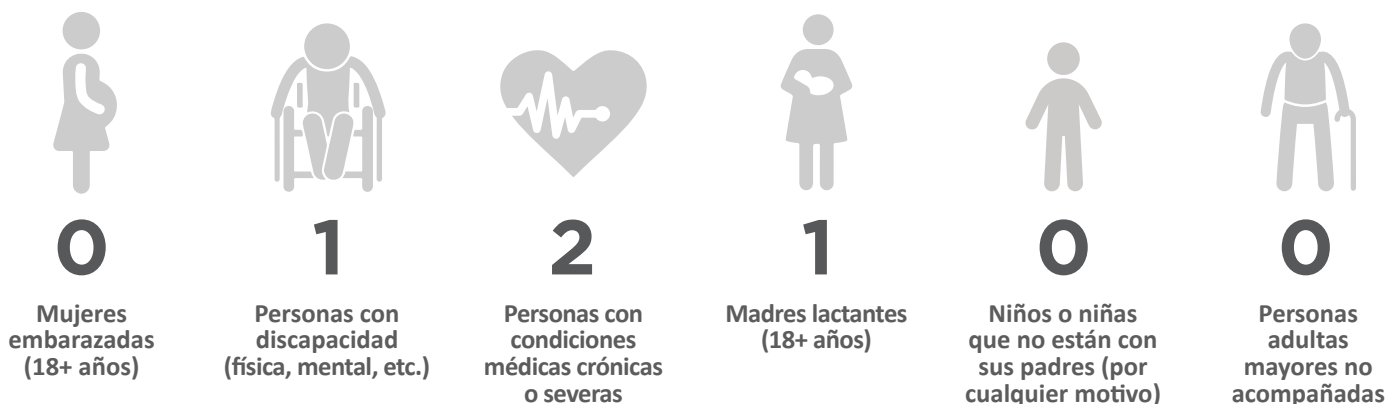 0
Mujeres
embarazadas
(18+ años)
1
Personas con
discapacidad
(física, mental, etc.)
2
Personas con
condiciones
médicas crónicas
o severas
1
Madres lactantes
(18+ años)
0
Niños o niñas
que no están con
sus padres (por
cualquier motivo)
0
Personas
adultas
mayores no
acompañadas